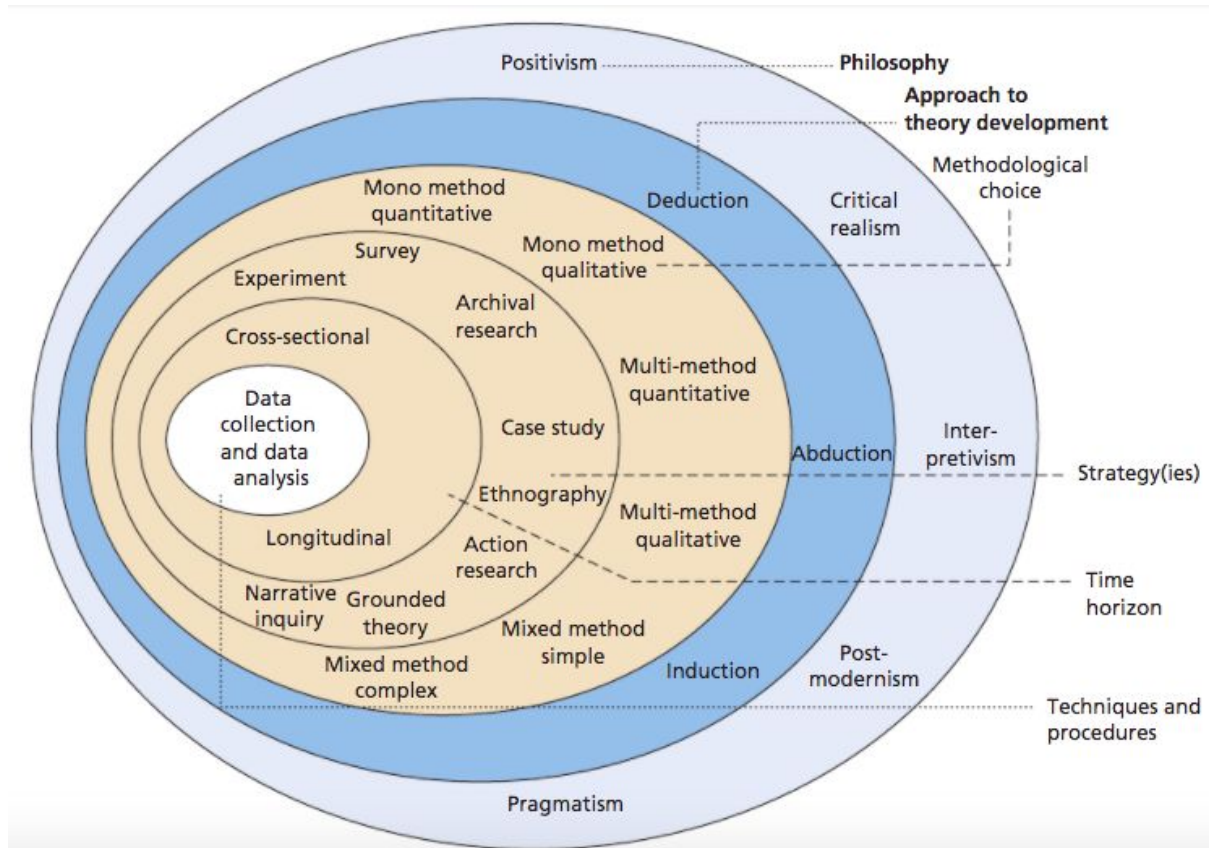 Positivism
Philosophy
Approach to
theory development
Methodological
choice
Mono method
quantitative
Deduction
Critical
realism
Survey
Mono method
qualitative
Experiment
Archival
research
Cross-sectional
Multi-method
quantitative
Data
collection
and data
analysis
Case study
Abduction
Inter-
pretivism
Strategy(ies)
Ethnography
Multi-method
qualitative
Longitudinal
Action
research
Time
horizon
Narrative
inquiry
Grounded
theory
Mixed method
simple
Post-
modernism
Mixed method
complex
Induction
Techniques and
procedures
Pragmatism